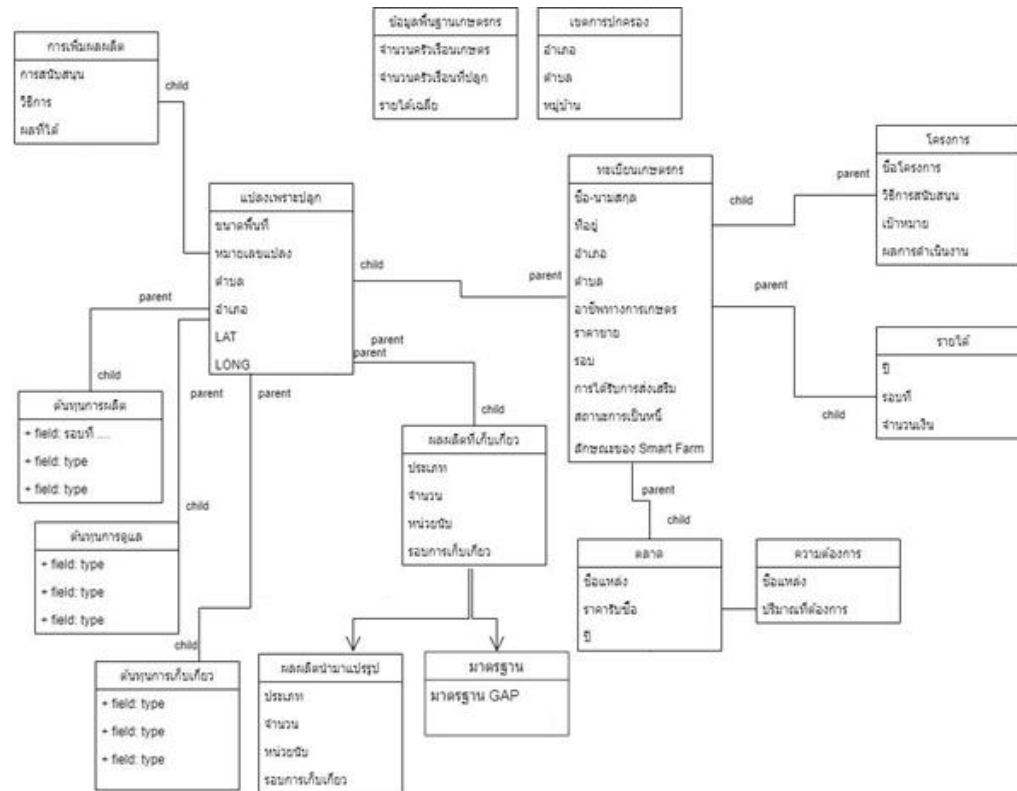 การเพิ่มผลผลิต
การสนับสนุน
วิธีการ
ผลที่ได้
child
ข้อมูลพื้นฐานเกษตรกร
จำนวนครัวเรือนเกษตร
จำนวนครัวเรือนที่ปลูก
รายได้เฉลี่ย
เขตการปกครอง
อำเภอ
ตำบล
หมู่บ้าน
โครงการ
ชื่อโครงการ
วิธีการสนับสนุน
เป้าหมาย
ผลการดำเนินงาน
parent
child
ทะเบียนเกษตรกร
ชื่อ-นามสกุล
ที่อยู่
อำเภอ
ตำบล
อาชีพทางการเกษตร
ราคาขาย
รอบ
การได้รับการส่งเสริม
สถานะการเป็นหนี้
ลักษณะของ Smart Farm
แปลงเพราะปลูก
ขนาดพื้นที่
หมายเลขแปลง
ตำบล
อำเภอ
LAT
LONG
child
parent
parent
parent
parent
parent
parent
parent
child
รายได้
ปี
รอบที่
จำนวนเงิน
child
ต้นทุนการผลิต
+ field: รอบที่ ....
+ field: type
+ field: type
child
ผลผลิตที่เก็บเกี่ยว
ประเภท
จำนวน
หน่วยนับ
รอบการเก็บเกี่ยว
child
ต้นทุนการดูแล
+ field: type
+ field: type
+ field: type
parent
child
ตลาด
ชื่อแหล่ง
ราคารับซื้อ
ปี
ความต้องการ
ชื่อแหล่ง
ปริมาณที่ต้องการ
child
ต้นทุนการเก็บเกี่ยว
+ field: type
+ field: type
+ field: type
ผลผลิตนำมาแปรรูป
ประเภท
จำนวน
หน่วยนับ
รอบการเก็บเกี่ยว
มาตรฐาน
มาตรฐาน GAP